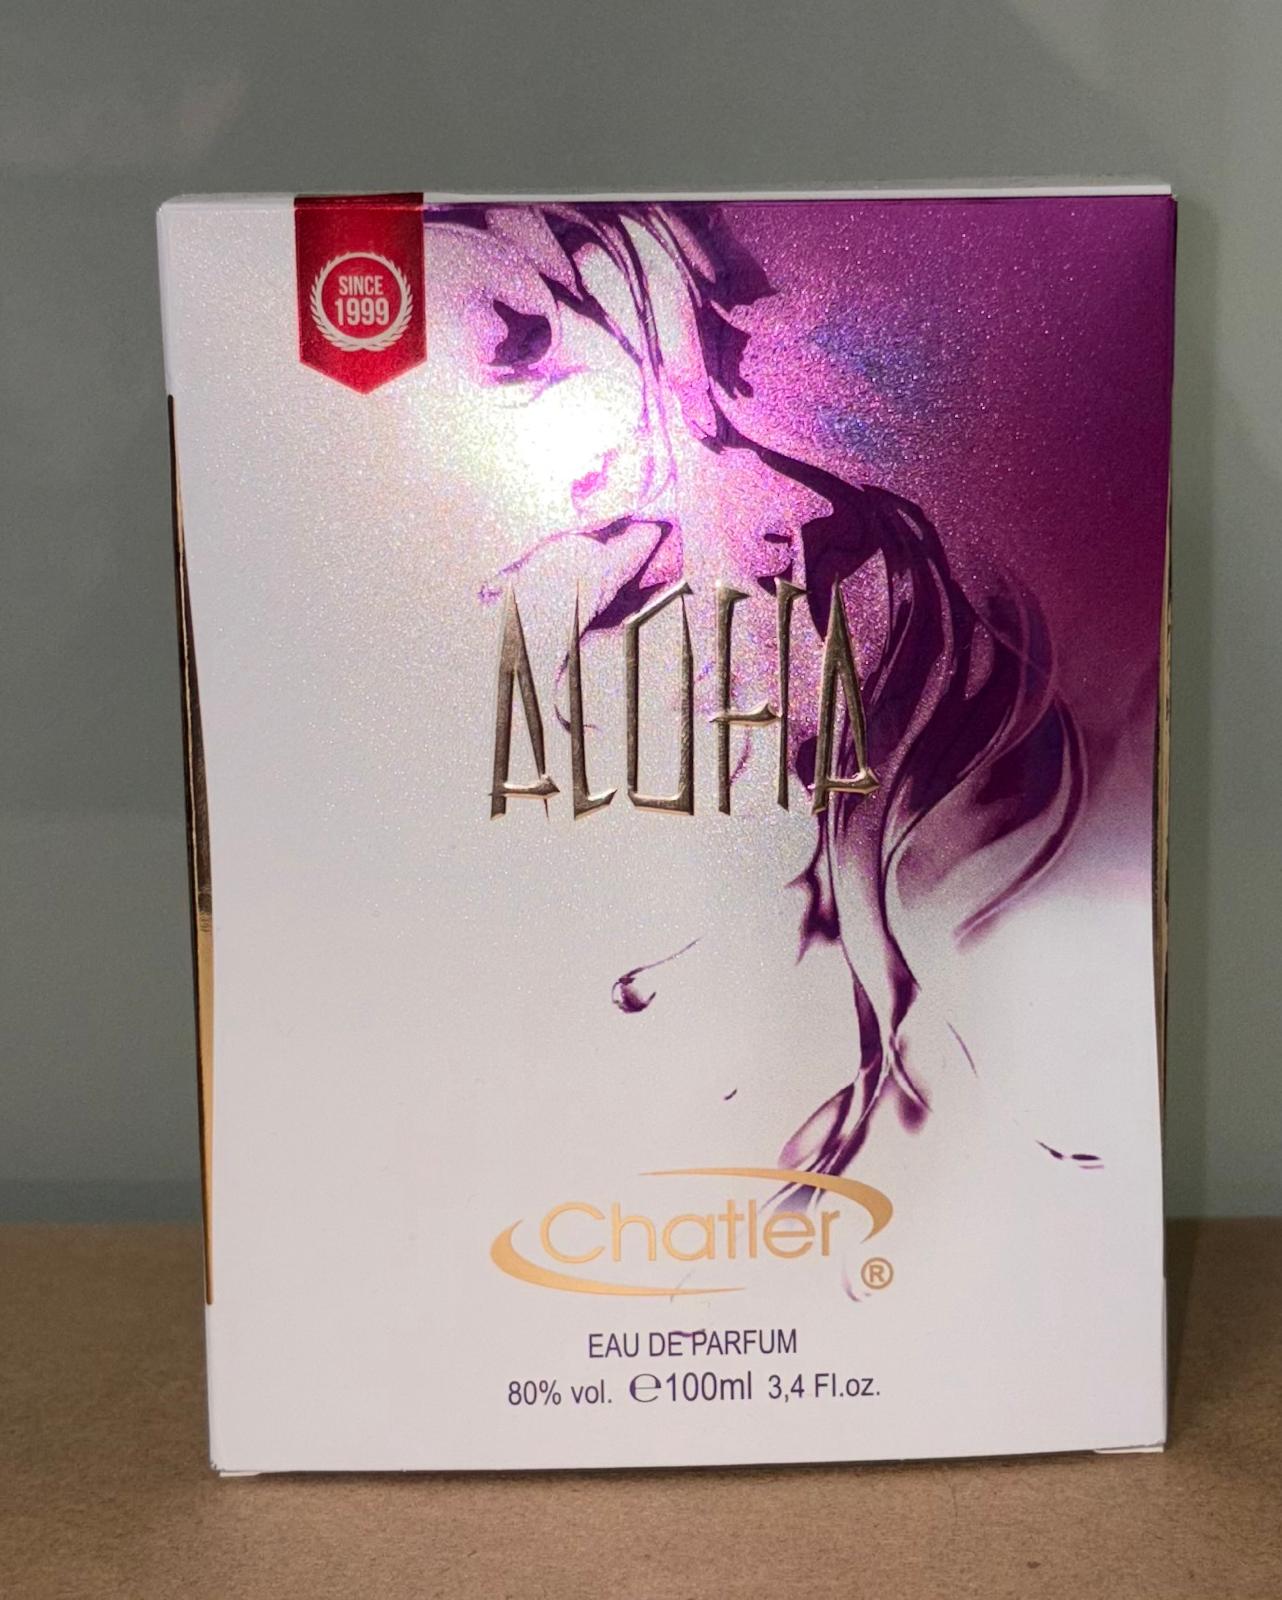 SINCE
1999
ALOHA
Chatler
®
EAU DE PARFUM
80% vol. ℮100ml 3,4 Fl.oz.